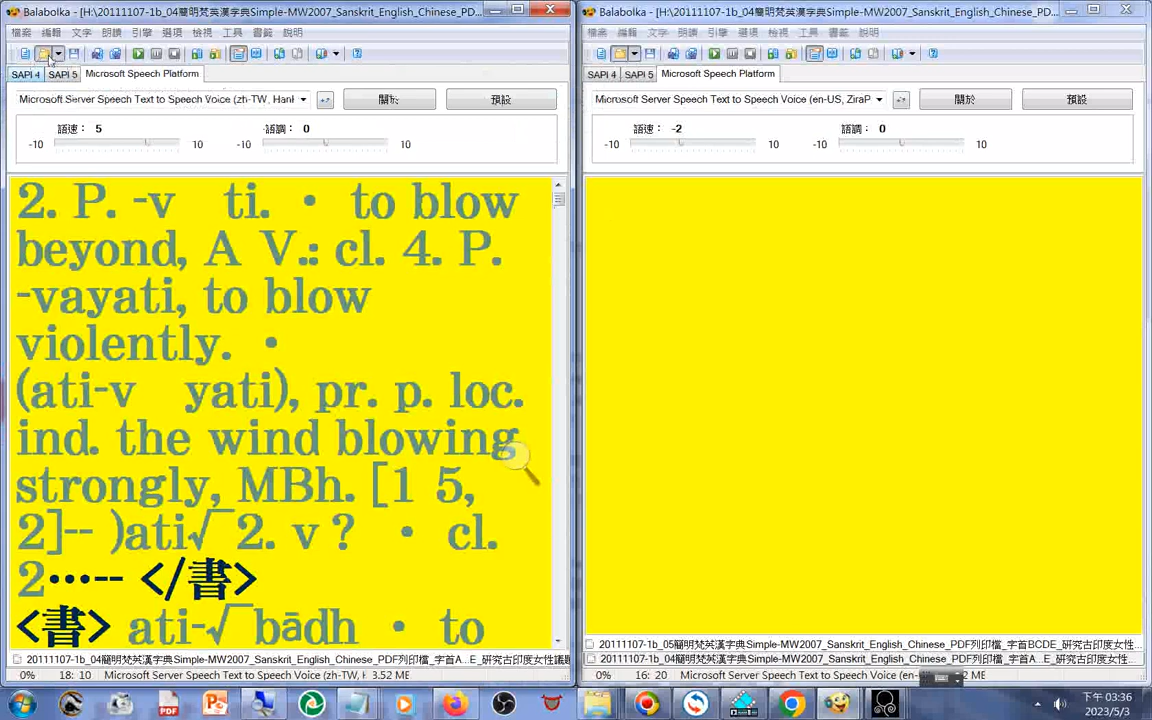 Balabolka - [H:\20111107-1b_04簡明梵英漢字典Simple-MW2007_Sanskrit_English_Chinese_PD...
檔案 編輯 文字 朗讀 引擎 選項 檢視 工具 書籤 說明
SAPI 4 SAPI 5 Microsoft Speech Platform
Microsoft Server Speech Text to Speech Voice (zh-TW, Hanl 關於 預設
語速： 5 語調： 0
-10 10 -10 10
2. P. -v ti. • to blow
beyond, A V.: cl. 4. P.
-vayati, to blow
violently. •
(ati-v yati), pr. p. loc.
ind. the wind blowing
strongly, MBh. [1 5,
2]-- )ati√ 2. v ? • cl.
2…-- </書>
<書> ati-√bādh • to
20111107-1b_04簡明梵英漢字典Simple-MW2007_Sanskrit_English_Chinese_PDF列印檔_字首A...E_研究古印度女性議題
0% 18: 10 Microsoft Server Speech Text to Speech Voice (zh-TW, H 3.52 ME
Balabolka - [H:\20111107-1b_04簡明梵英漢字典Simple-MW2007_Sanskrit_English_Chinese_PD...
檔案 編輯 文字 朗讀 引擎 選項 檢視 工具 書籤 說明
SAPI 4 SAPI 5 Microsoft Speech Platform
Microsoft Server Speech Text to Speech Voice (en-US, ZiraP 關於 預設
語速： -2 語調： 0
-10 10 -10 10
20111107-1b_05簡明梵英漢字典Simple-MW2007_Sanskrit_English_Chinese_PDF列印檔_字首BCDE_研究古印度女性...
20111107-1b_04簡明梵英漢字典Simple-MW2007_Sanskrit_English_Chinese_PDF列印檔_字首A...E_研究古印度女性...
0% 16: 20 Microsoft Server Speech Text to Speech Voice (en- ME
下午 03:36
2023/5/3